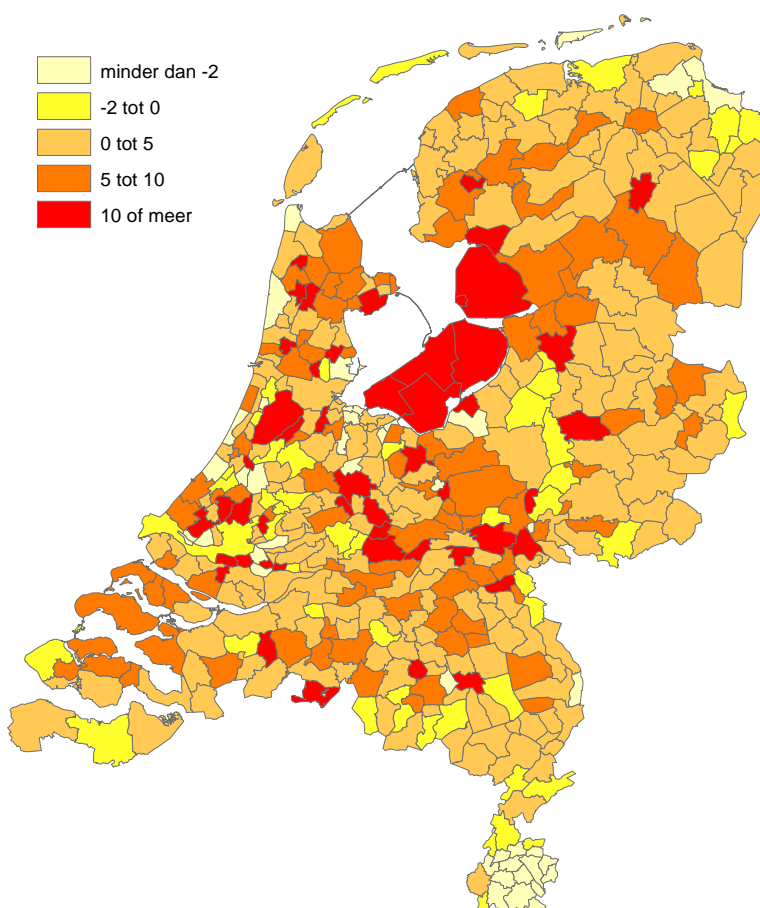 minder dan -2
-2 tot 0
0 tot 5
5 tot 10
10 of meer